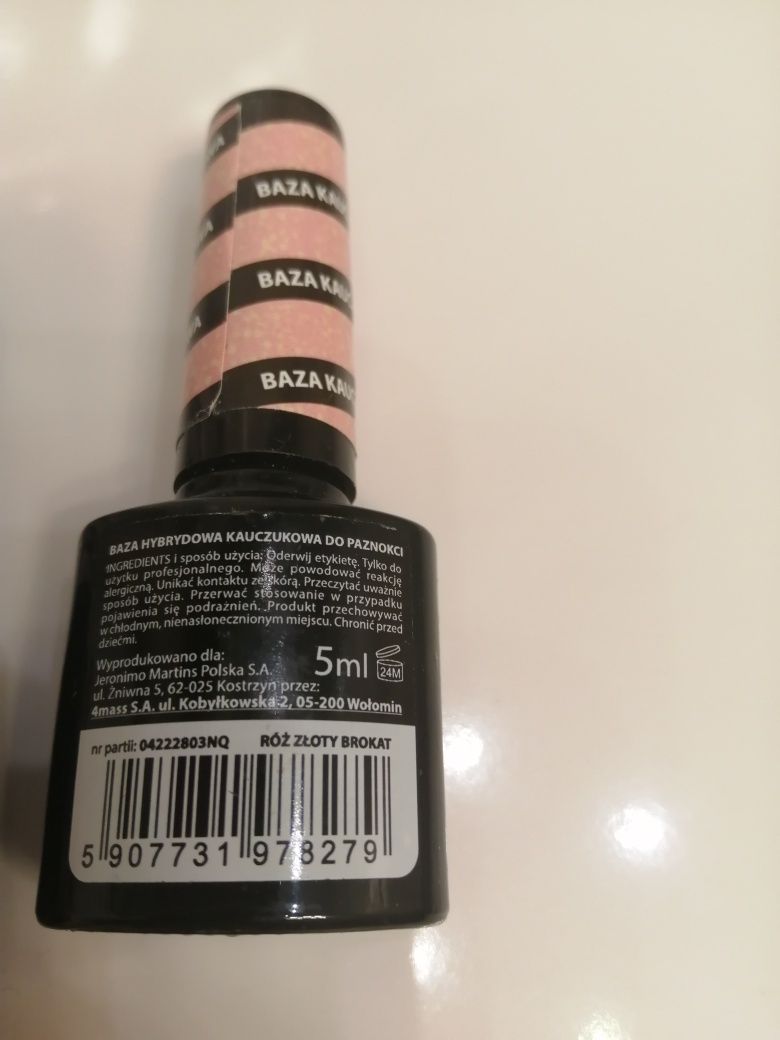 WA
BAZA KAU
WA
BAZA KAUC
WA
BAZA KAUC
BAZA HYBRYDOWA KAUCZUKOWA DO PAZNOKCI
INGREDIENTS i sposób użycia: Oderwij etykietę. Tylko do
użytku profesjonalnego. Może powodować reakcję
alergiczną. Unikać kontaktu ze skórą. Przeczytać uważnie
sposób użycia. Przerwać stosowanie w przypadku
pojawienia się podrażnień. Produkt przechowywać
w chłodnym, nienasłonecznionym miejscu. Chronić przed
dziećmi.
Wyprodukowano dla:
Jeronimo Martins Polska S.A.
ul. Żniwna 5, 62-025 Kostrzyn przez:
4mass S.A. ul. Kobyłkowska 2, 05-200 Wołomin
5ml
24M
nr partii: 04222803NQ RÓŻ ZŁOTY BROKAT
5 907731 978279